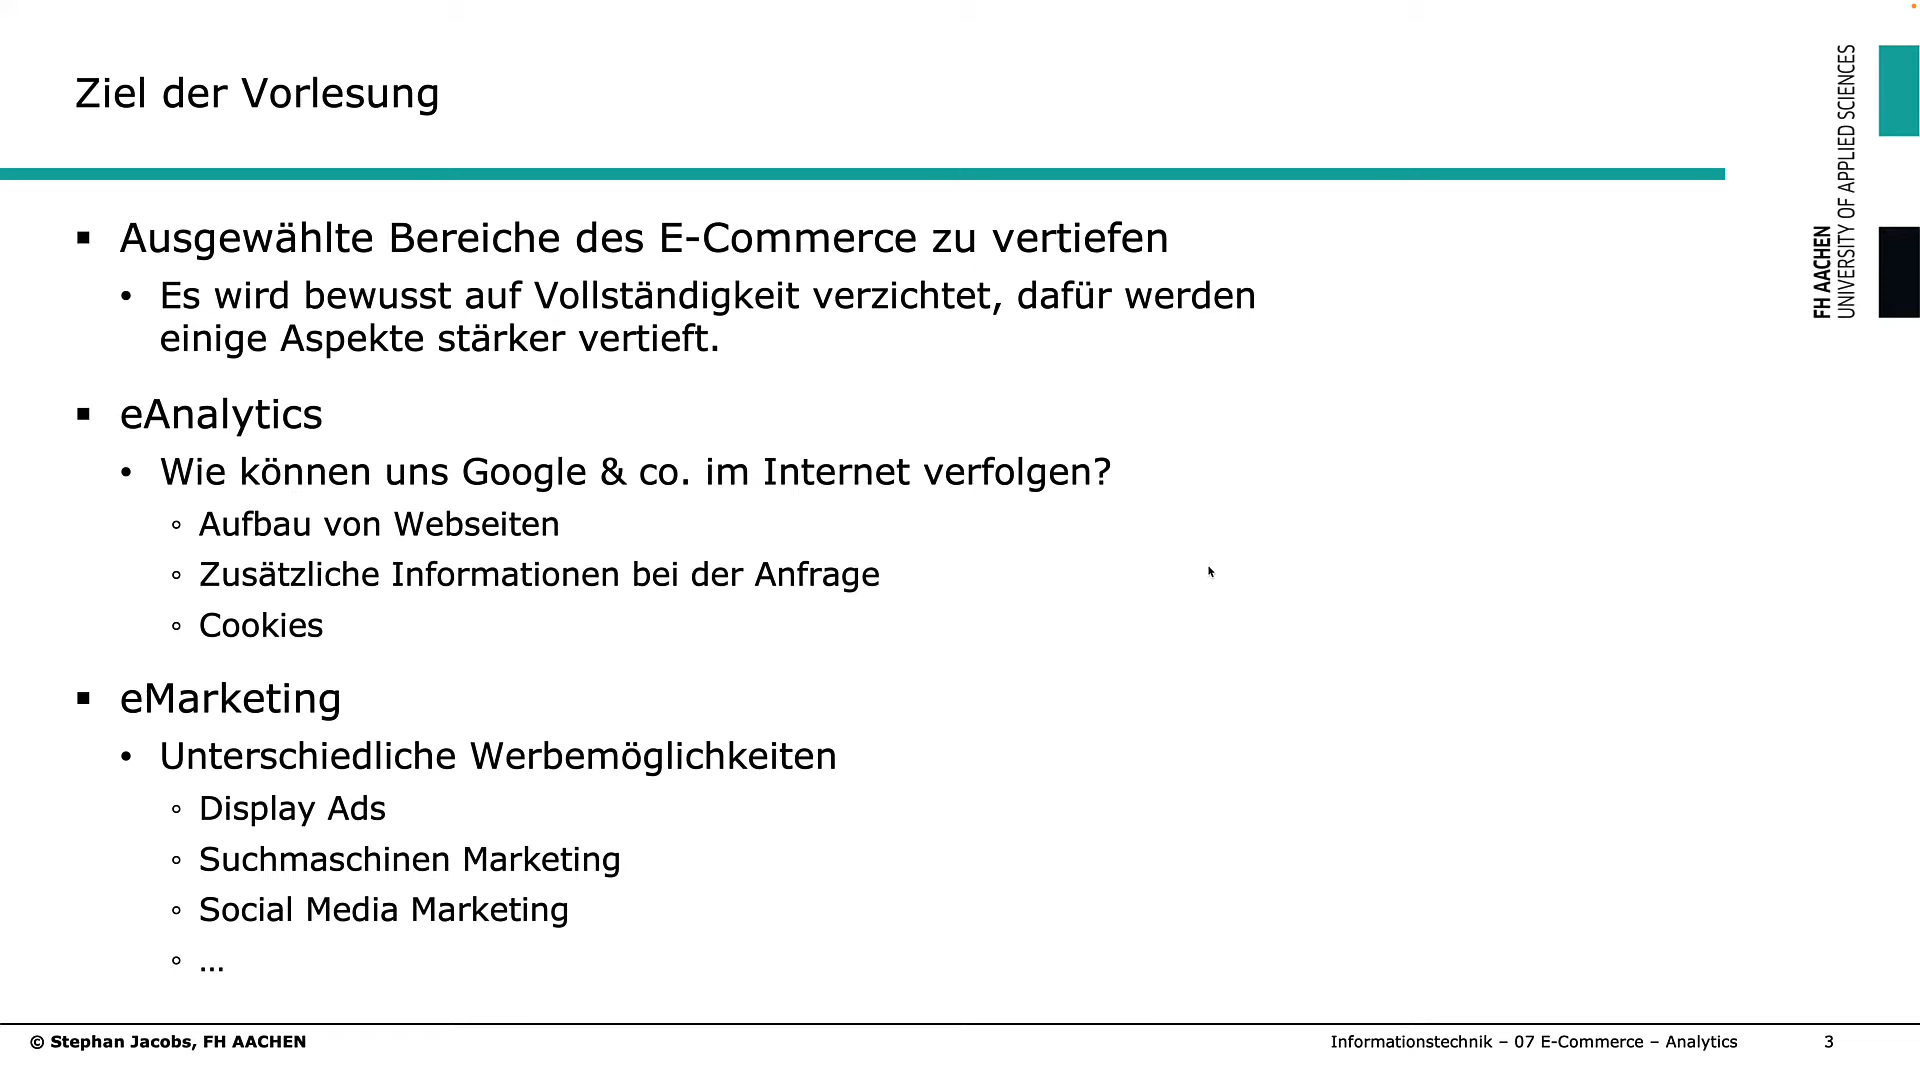 Ziel der Vorlesung
FH AACHEN
UNIVERSITY OF APPLIED SCIENCES
▪ Ausgewählte Bereiche des E-Commerce zu vertiefen
• Es wird bewusst auf Vollständigkeit verzichtet, dafür werden
einige Aspekte stärker vertieft.
▪ eAnalytics
• Wie können uns Google & co. im Internet verfolgen?
◦ Aufbau von Webseiten
◦ Zusätzliche Informationen bei der Anfrage
◦ Cookies
▪ eMarketing
• Unterschiedliche Werbemöglichkeiten
◦ Display Ads
◦ Suchmaschinen Marketing
◦ Social Media Marketing
◦ …
© Stephan Jacobs, FH AACHEN
Informationstechnik – 07 E-Commerce – Analytics
3